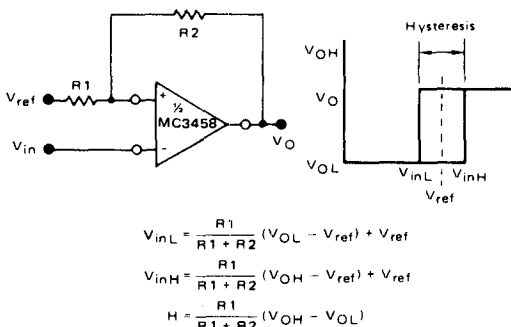 R2
Hysteresis
VOH
R1
Vref
+
½
MC3458
VO
Vin
-
VO
VOL
VinL
VinH
Vref
VinL = R1 / (R1 + R2) (VOL - Vref) + Vref
VinH = R1 / (R1 + R2) (VOH - Vref) + Vref
H = R1 / (R1 + R2) (VOH - VOL)